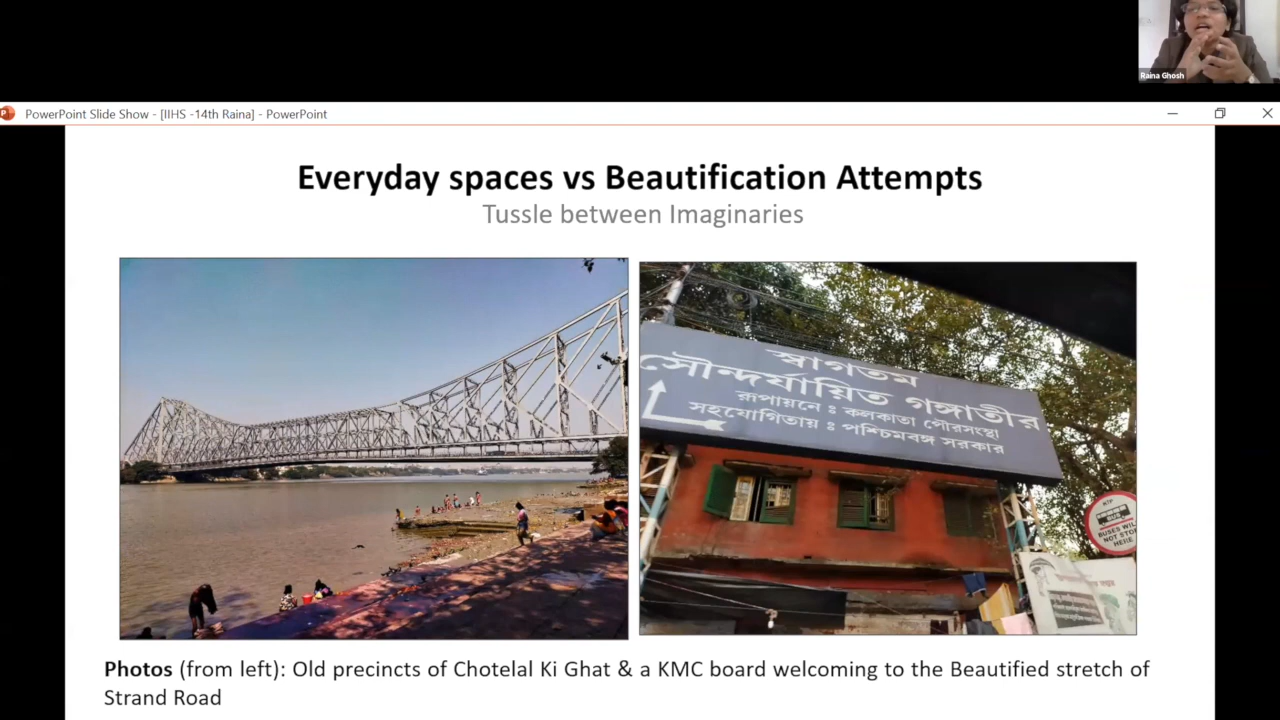 Raina Ghosh
PowerPoint Slide Show - [IIHS -14th Raina] - PowerPoint
Everyday spaces vs Beautification Attempts
Tussle between Imaginaries
স্বাগতম
সৌন্দর্যায়িত গঙ্গাতীর
রূপায়নে : কলকাতা পৌরসংস্থা
সহযোগিতায় : পশ্চিমবঙ্গ সরকার
BUS
BUSES WILL
NOT STOP
HERE
Photos (from left): Old precincts of Chotelal Ki Ghat & a KMC board welcoming to the Beautified stretch of
Strand Road